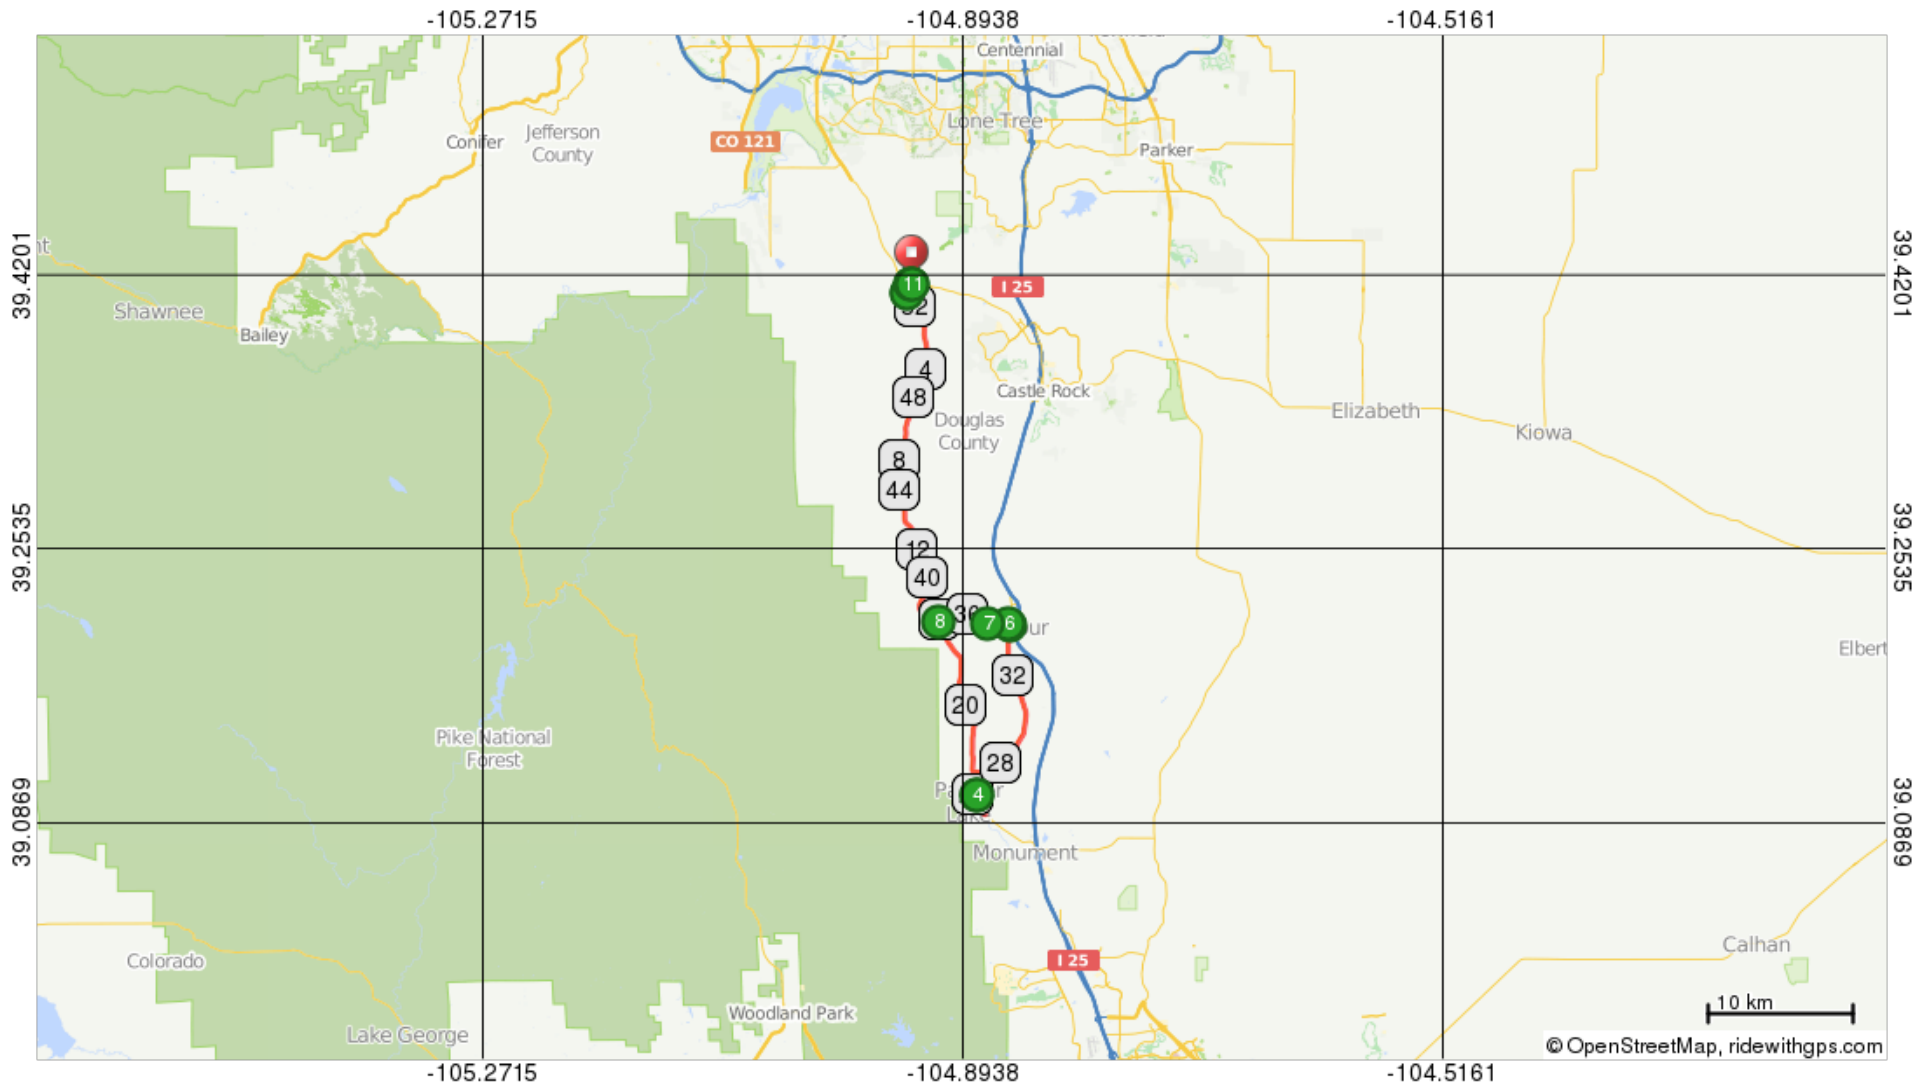 -105.2715
-104.8938
-104.5161
Centennial
Lone Tree
Conifer
Jefferson
County
CO 121
Parker
39.4201
39.4201
I 25
11
Shawnee
Bailey
4
Castle Rock
48
Douglas
County
Elizabeth
Kiowa
8
44
39.2535
39.2535
12
40
8
7
6
Elbert
32
20
Pike National
Forest
28
4
Lake
39.0869
39.0869
Monument
Calhan
I 25
Colorado
10 km
Woodland Park
Lake George
© OpenStreetMap, ridewithgps.com
-105.2715
-104.8938
-104.5161